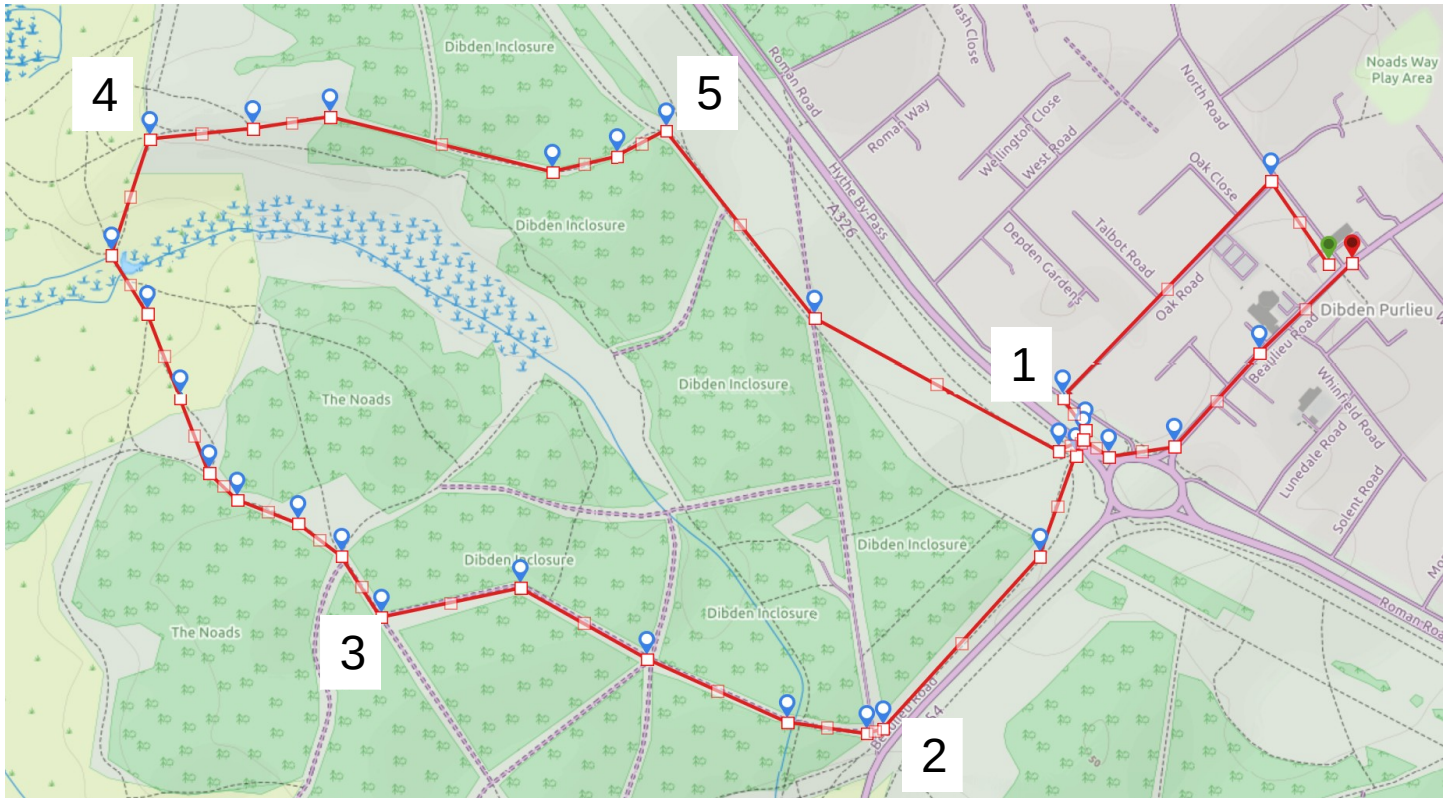 Dibden Inclosure
Nash Close
Roman Road
North Road
Noads Way
Play Area
4
5
Roman Way
Wellington Close
West Road
Oak Close
Hythe By-Pass
A326
Dibden Inclosure
Depden Gardens
Talbot Road
Oak Road
Dibden Purlieu
Beaulieu Road
1
Whinfield Road
Dibden Inclosure
The Noads
Lunedale Road
Solent Road
Dibden Inclosure
Dibden Inclosure
Dibden Inclosure
The Noads
3
Roman Road
Beaulieu Road
2
50